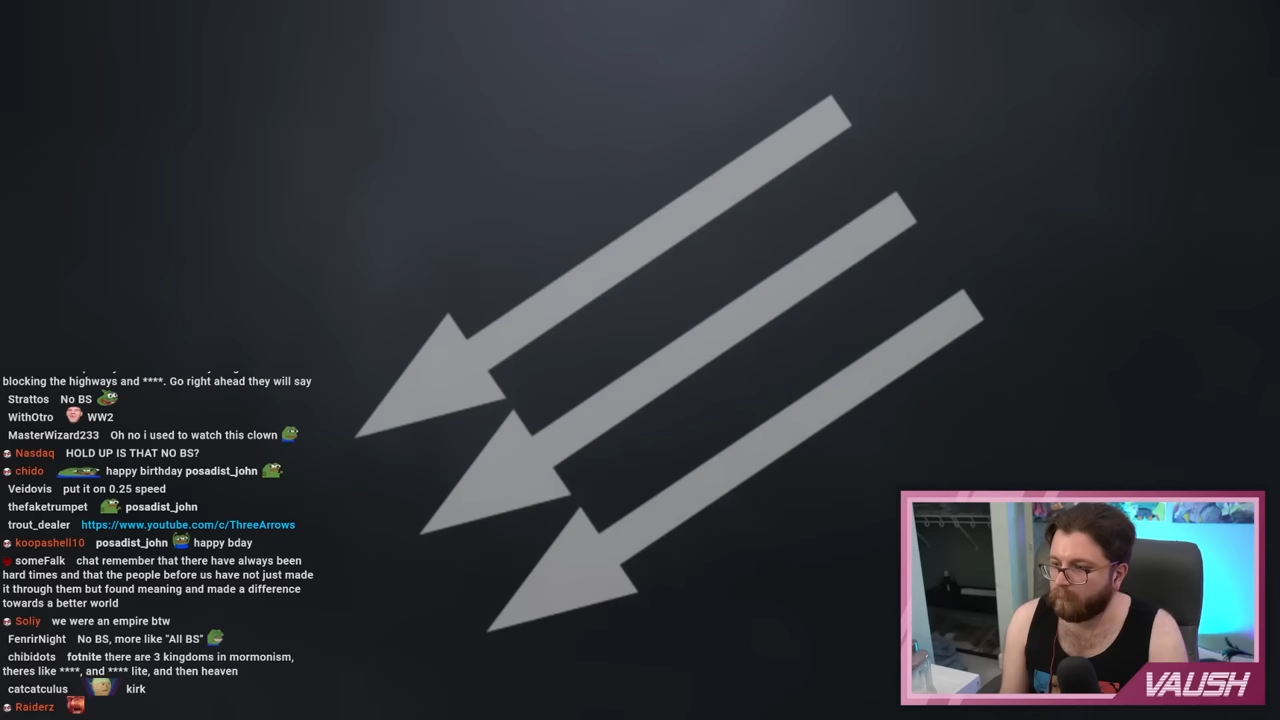 blocking the highways and ****. Go right ahead they will say
Strattos No BS
WithOtro WW2
MasterWizard233 Oh no i used to watch this clown
Nasdaq HOLD UP IS THAT NO BS?
chido happy birthday posadist_john
Veidovis put it on 0.25 speed
thefaketrumpet posadist_john
trout_dealer https://www.youtube.com/c/ThreeArrows
koopashell10 posadist_john happy bday
someFalk chat remember that there have always been
hard times and that the people before us have not just made
it through them but found meaning and made a difference
towards a better world
Soliy we were an empire btw
FenrirNight No BS, more like "All BS"
chibidots fotnite there are 3 kingdoms in mormonism,
theres like ****, and **** lite, and then heaven
catcatculus kirk
Raiderz
VAUSH